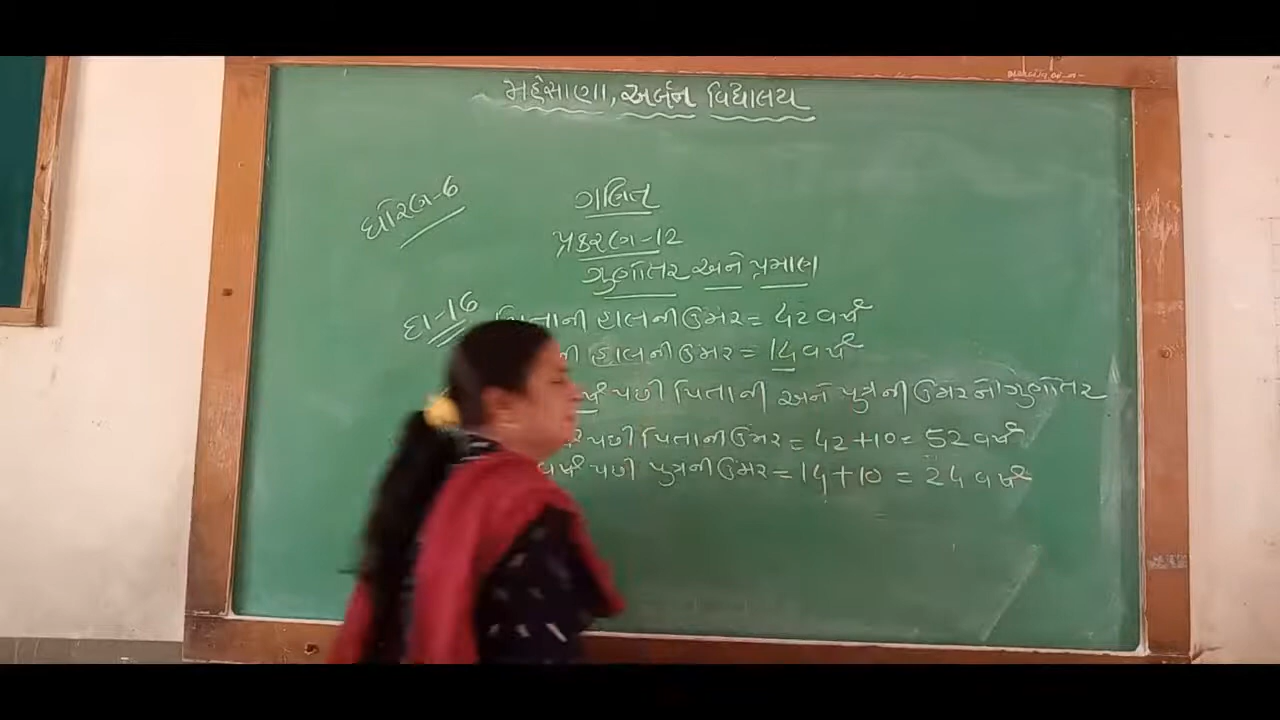 મહેસાણા, અર્બન વિદ્યાલય
ધોરણ-6
ગણિત
પ્રકરણ-12
ગુણોત્તર અને પ્રમાણ
દા-16
પિતાની હાલની ઉંમર = 42 વર્ષ
ની હાલની ઉંમર = 14 વર્ષ
પછી પિતાની અને પુત્રની ઉંમરનો ગુણોત્તર
પછી પિતાની ઉંમર = 42 + 10 = 52 વર્ષ
વર્ષ પછી પુત્રની ઉંમર = 14 + 10 = 24 વર્ષ